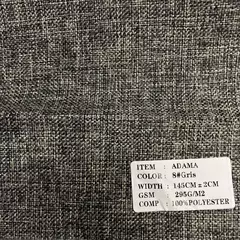 ITEM : ADAMA
COLOR : 8#Gris
WIDTH : 145CM ± 2CM
GSM : 295G/M2
COMP : 100%POLYESTER